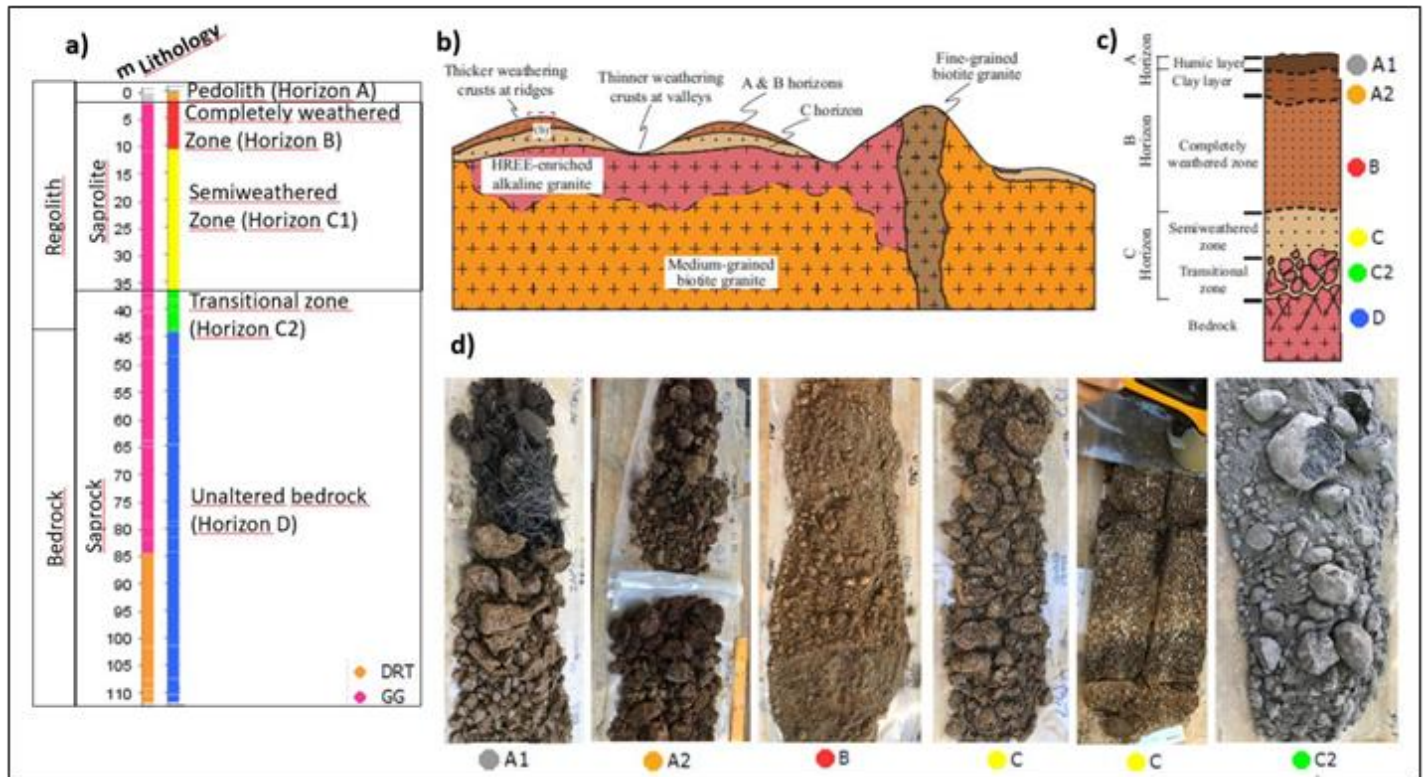 a)
m Lithology
0
5
10
15
20
25
30
35
40
45
50
55
60
65
70
75
80
85
90
95
100
105
110
Regolith
Bedrock
Saprolite
Saprock
Pedolith (Horizon A)
Completely weathered
Zone (Horizon B)
Semiweathered
Zone (Horizon C1)
Transitional zone
(Horizon C2)
Unaltered bedrock
(Horizon D)
DRT
GG
b)
Thicker weathering
crusts at ridges
Thinner weathering
crusts at valleys
A & B horizons
C horizon
Fine-grained
biotite granite
HREE-enriched
alkaline granite
Medium-grained
biotite granite
c)
A
Horizon
B
Horizon
C
Horizon
Humic layer
Clay layer
Completely
weathered zone
Semiweathered
zone
Transitional
zone
Bedrock
A1
A2
B
C
C2
D
d)
A1
A2
B
C
C
C2